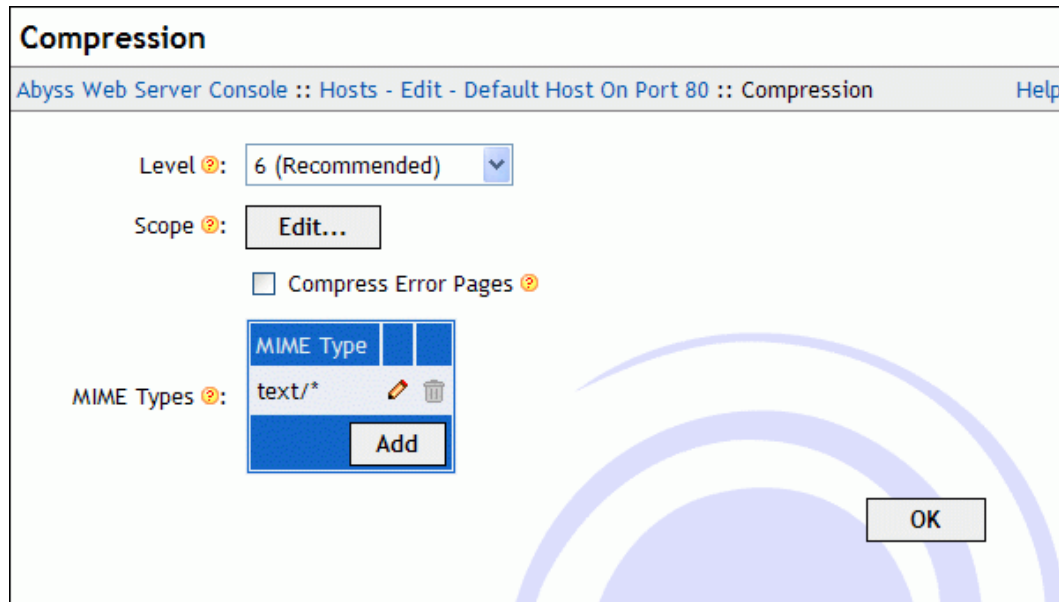 Compression
Abyss Web Server Console :: Hosts - Edit - Default Host On Port 80 :: Compression Help
Level ?: 6 (Recommended)
Scope ?: Edit...
Compress Error Pages ?
MIME Type
MIME Types ?: text/*
Add
OK